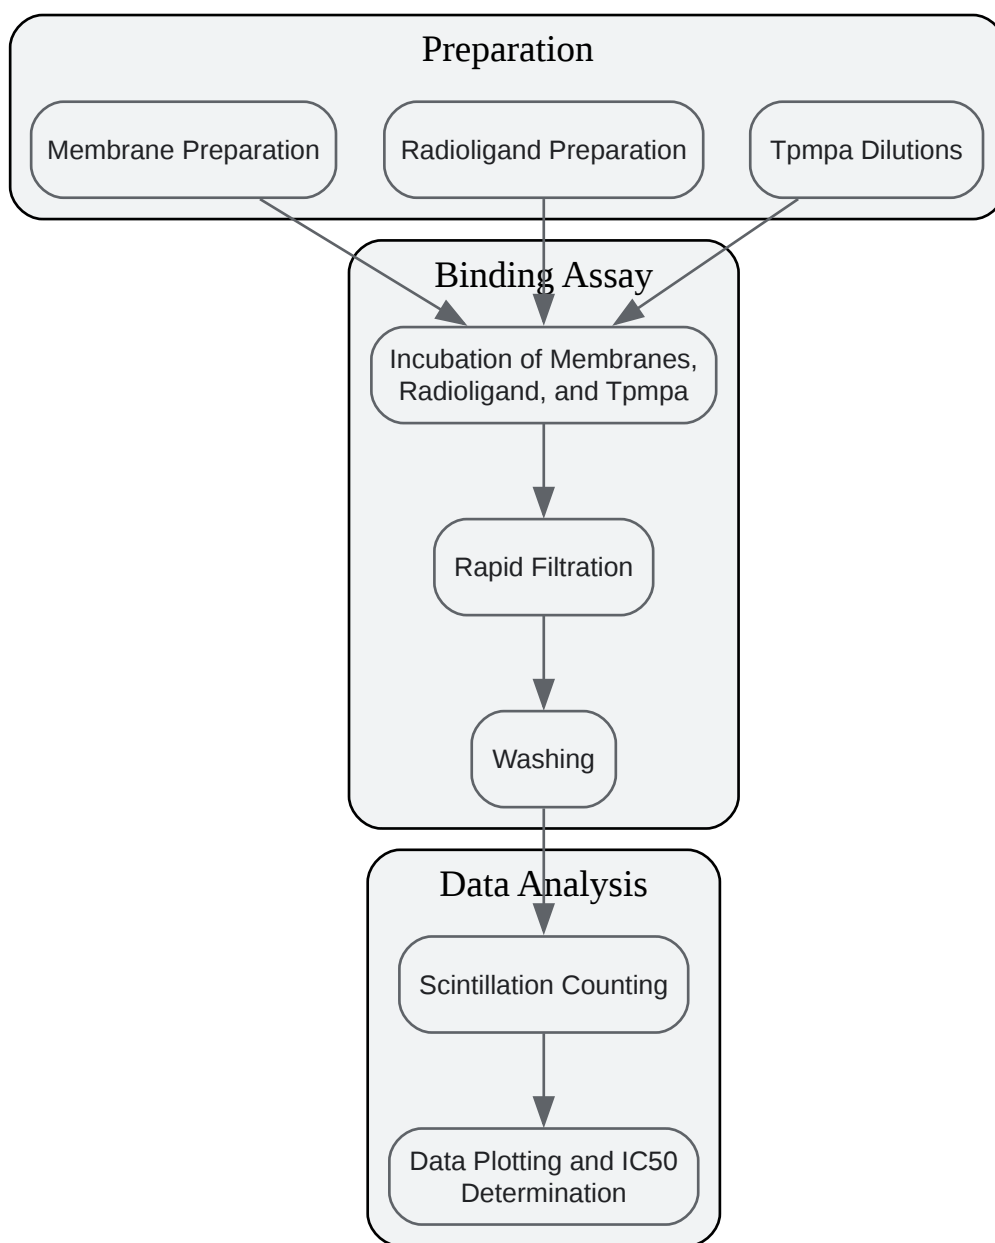 Preparation
Membrane Preparation
Radioligand Preparation
Tpmpa Dilutions
Binding Assay
Incubation of Membranes,
Radioligand, and Tpmpa
Rapid Filtration
Washing
Data Analysis
Scintillation Counting
Data Plotting and IC50
Determination